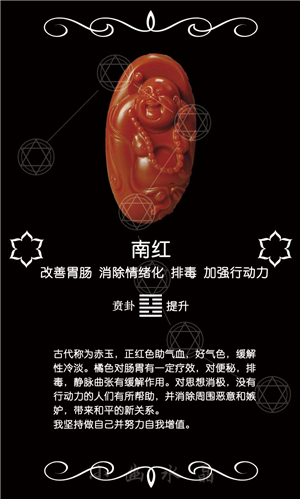 南红
改善胃肠 消除情绪化 排毒 加强行动力
贲卦 提升
古代称为赤玉，正红色助气血，好气色，缓解
性冷淡。橘色对肠胃有一定疗效，对便秘，排
毒，静脉曲张有缓解作用。对思想消极，没有
行动力的人们有所帮助，并消除周围恶意和嫉
妒，带来和平的新关系。
我坚持做自己并努力自我增值。